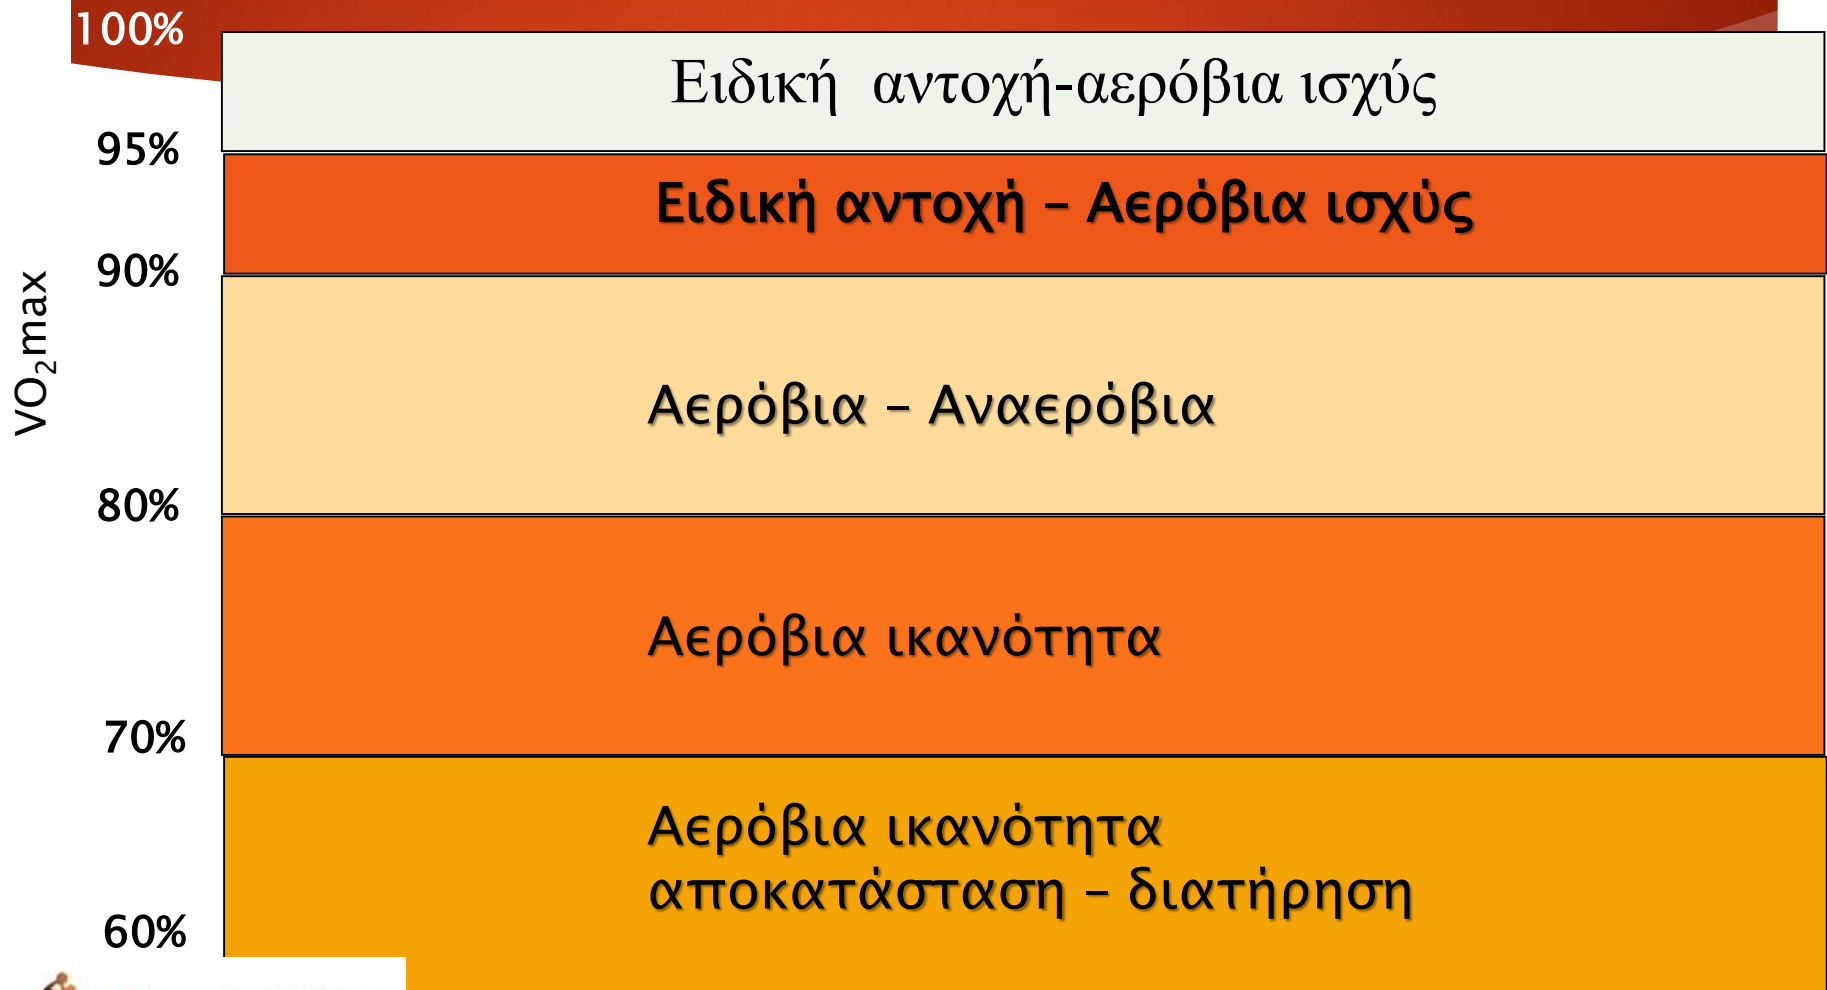 100%
Ειδική αντοχή-αερόβια ισχύς
95%
Ειδική αντοχή – Αερόβια ισχύς
90%
VO₂max
Αερόβια – Αναερόβια
80%
Αερόβια ικανότητα
70%
Αερόβια ικανότητα
αποκατάσταση – διατήρηση
60%